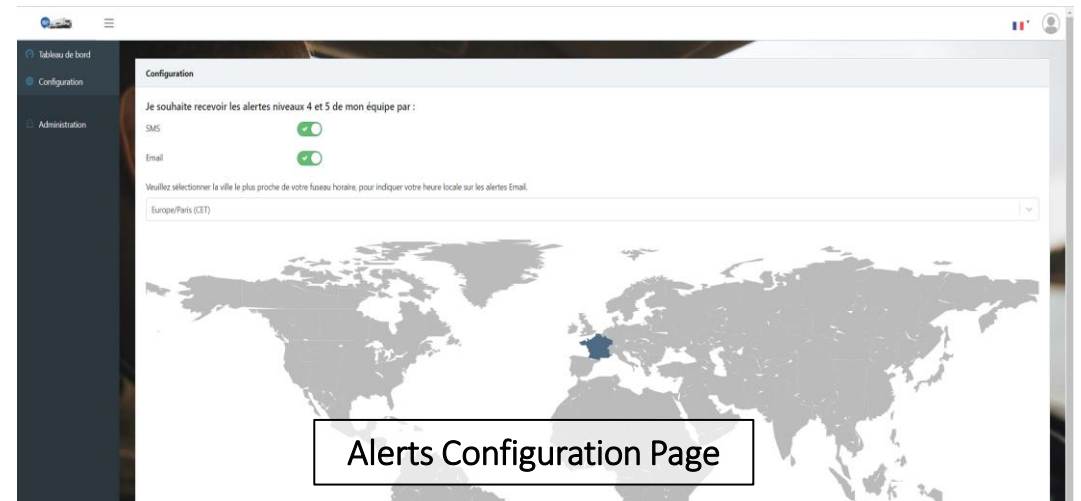 Tableau de bord
Configuration
Administration
Configuration
Je souhaite recevoir les alertes niveaux 4 et 5 de mon équipe par :
SMS
Email
Veuillez sélectionner la ville le plus proche de votre fuseau horaire, pour indiquer votre heure locale sur les alertes Email.
Europe/Paris (CET)
Alerts Configuration Page